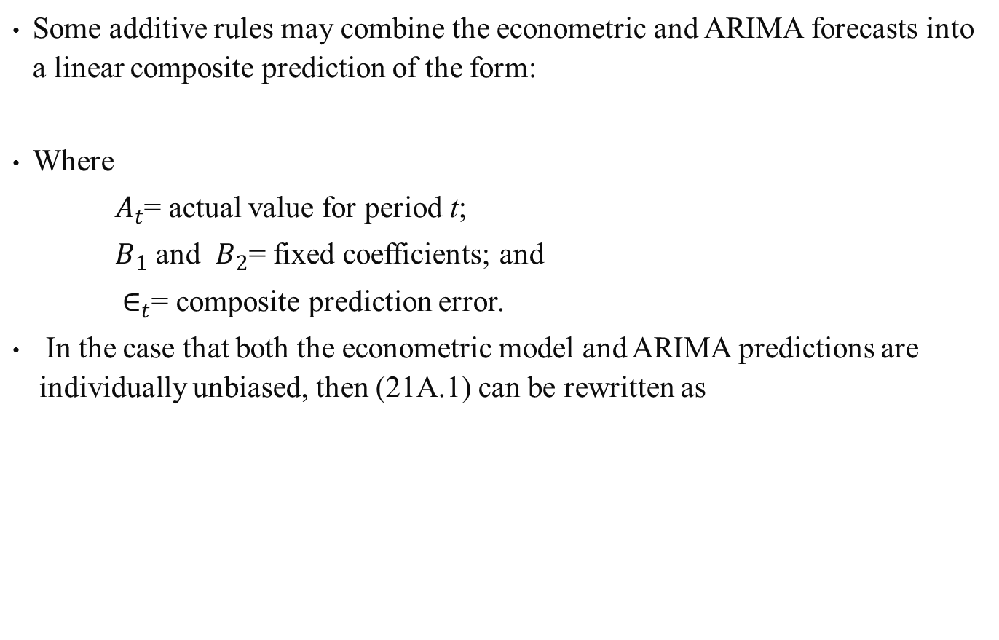 • Some additive rules may combine the econometric and ARIMA forecasts into
a linear composite prediction of the form:
• Where
A_t= actual value for period t;
B_1 and B_2= fixed coefficients; and
∈_t= composite prediction error.
• In the case that both the econometric model and ARIMA predictions are
individually unbiased, then (21A.1) can be rewritten as